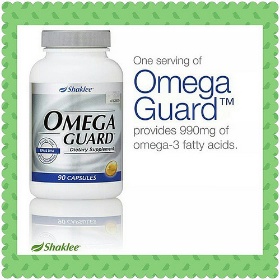 One serving of
Omega
Guard™
provides 990mg of
omega-3 fatty acids.
Shaklee
OMEGA
GUARD
Dietary Supplement
90 CAPSULES
Shaklee